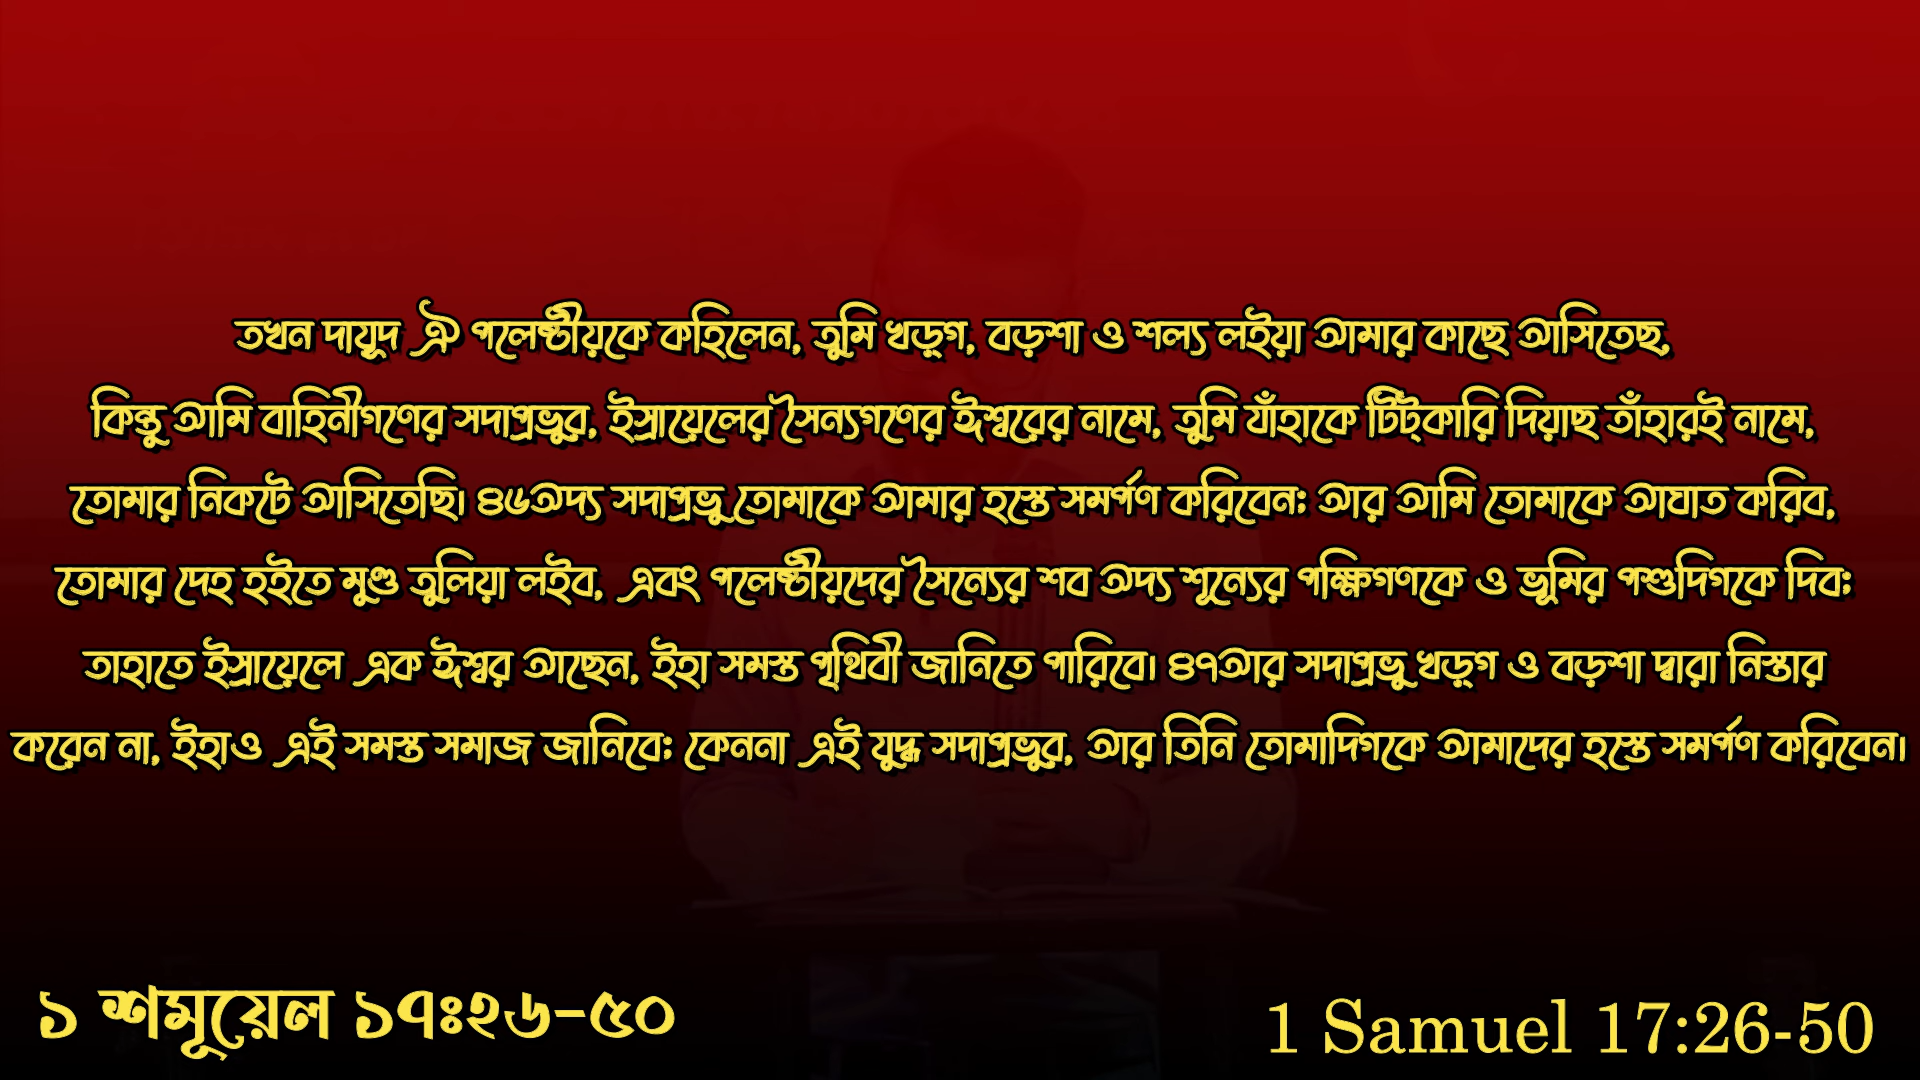 তখন দায়ূদ ঐ পলেষ্টীয়কে কহিলেন, তুমি খড়্গ, বড়শা ও শল্য লইয়া আমার কাছে আসিতেছ,
কিন্তু আমি বাহিনীগণের সদাপ্রভুর, ইস্রায়েলের সৈন্যগণের ঈশ্বরের নামে, তুমি যাঁহাকে টিট্‌কারি দিয়াছ তাঁহারই নামে,
তোমার নিকটে আসিতেছি। ৪৬অদ্য সদাপ্রভু তোমাকে আমার হস্তে সমর্পণ করিবেন; আর আমি তোমাকে আঘাত করিব,
তোমার দেহ হইতে মুণ্ড তুলিয়া লইব, এবং পলেষ্টীয়দের সৈন্যের শব অদ্য শূন্যের পক্ষিগণকে ও ভূমির পশুদিগকে দিব;
তাহাতে ইস্রায়েলে এক ঈশ্বর আছেন, ইহা সমস্ত পৃথিবী জানিতে পারিবে। ৪৭আর সদাপ্রভু খড়্গ ও বড়শা দ্বারা নিস্তার
করেন না, ইহাও এই সমস্ত সমাজ জানিবে; কেননা এই যুদ্ধ সদাপ্রভুর, আর তিনি তোমাদিগকে আমাদের হস্তে সমর্পণ করিবেন।
১ শমূয়েল ১৭ঃ২৬-৫০
1 Samuel 17:26-50